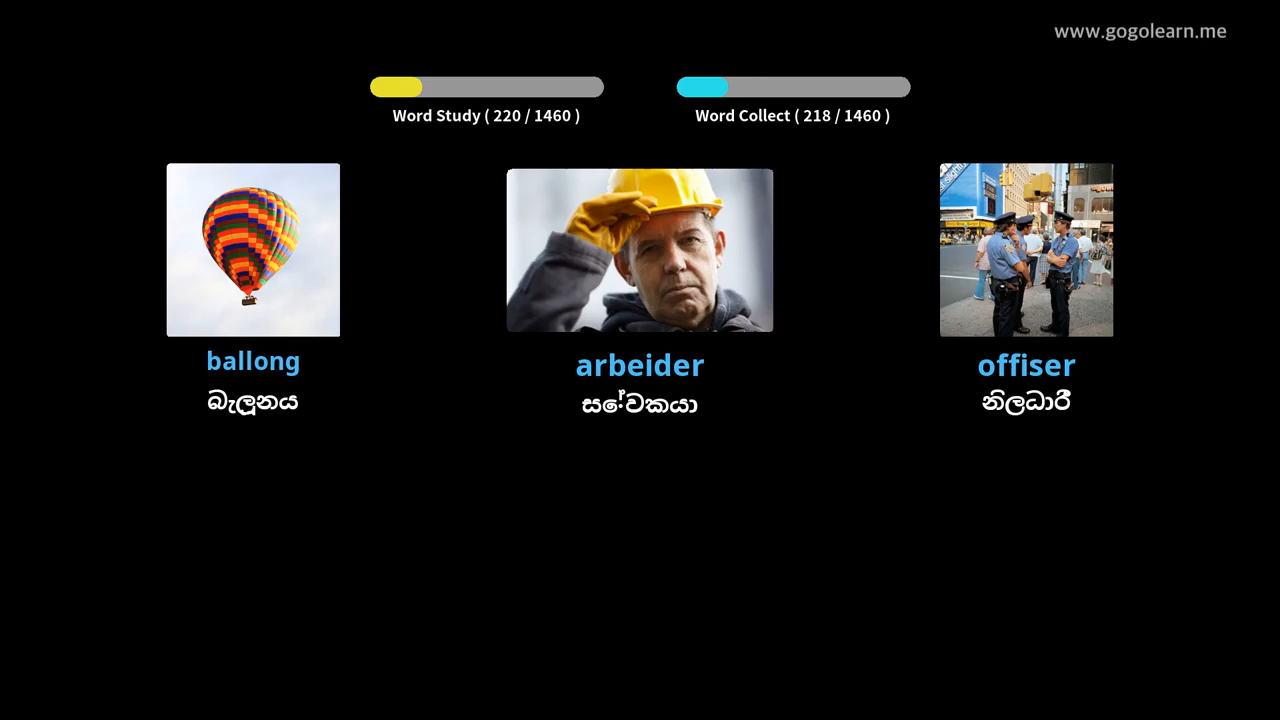 www.gogolearn.me
Word Study ( 220 / 1460 )
Word Collect ( 218 / 1460 )
ballong
arbeider
offiser
බැලූනය
සේවකයා
නිලධාරී